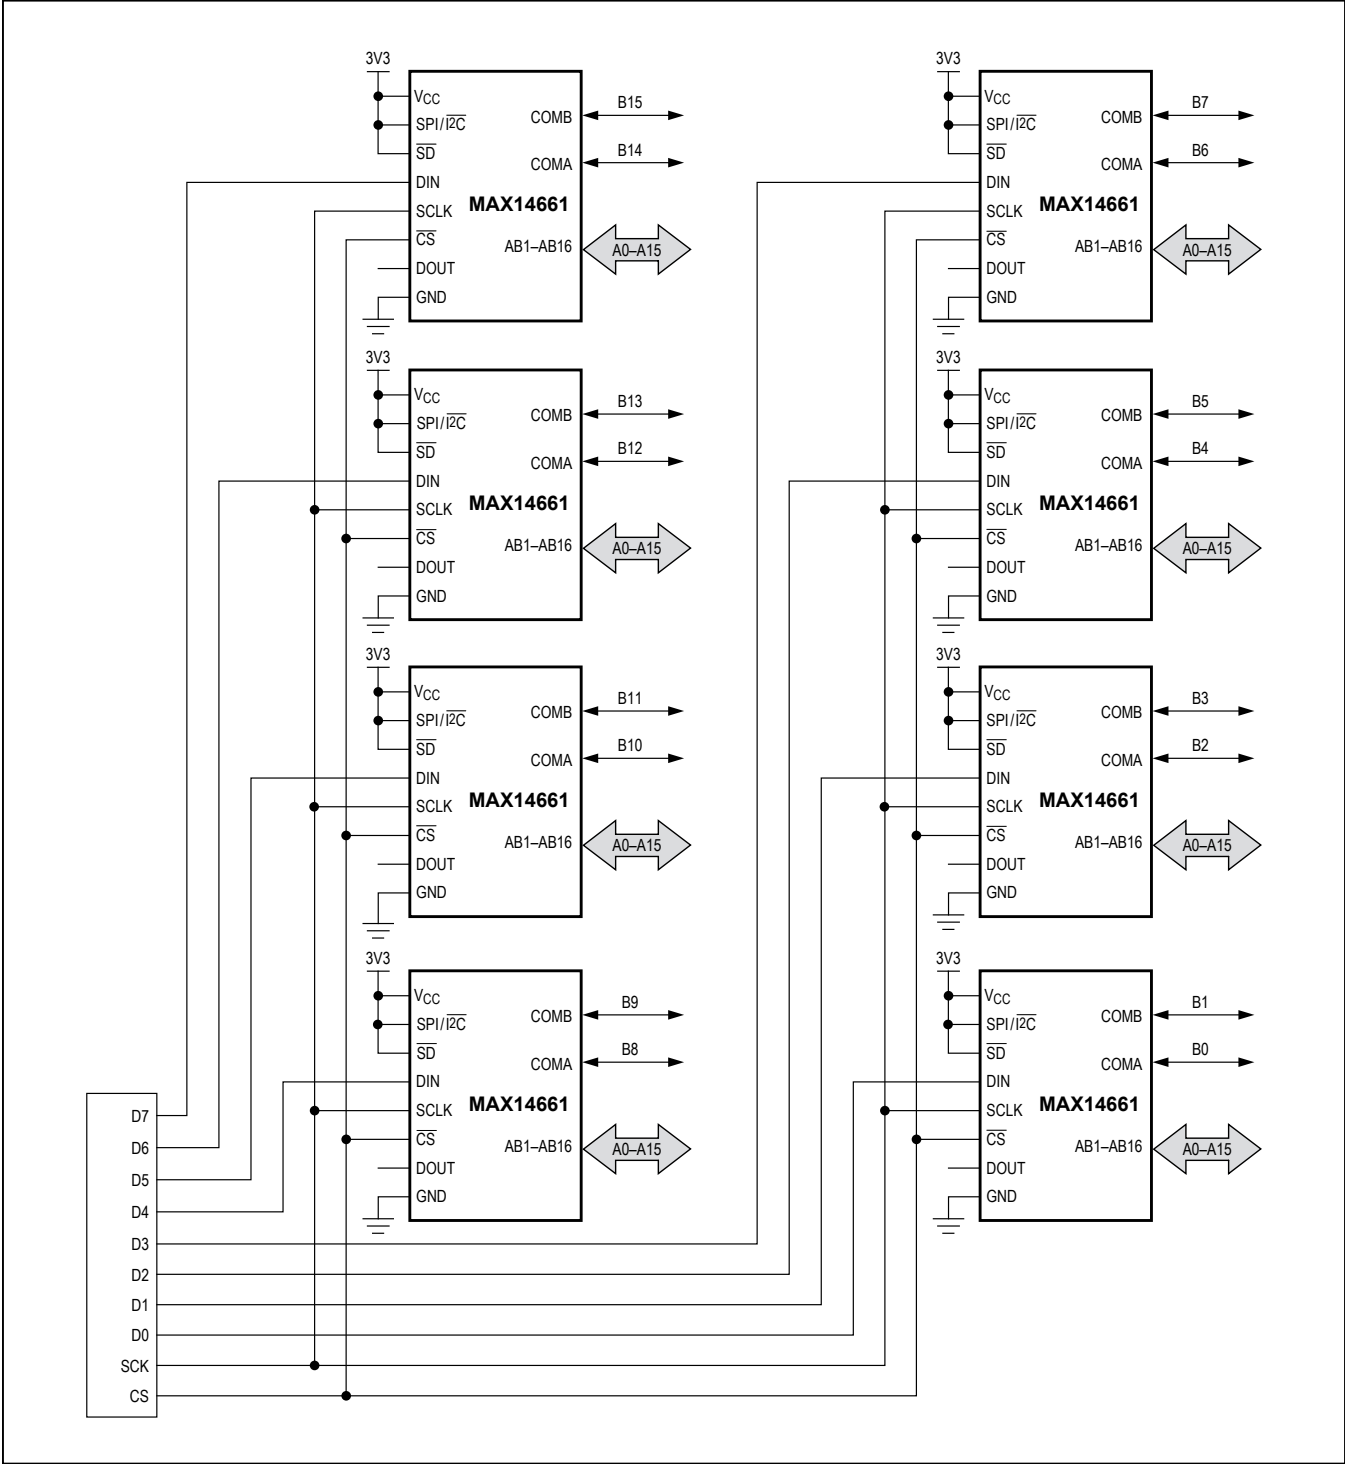 3V3
VCC
SPI/I2C
SD
DIN
SCLK
CS
DOUT
GND
COMB
COMA
MAX14661
AB1–AB16
B15
B14
A0–A15
3V3
VCC
SPI/I2C
SD
DIN
SCLK
CS
DOUT
GND
COMB
COMA
MAX14661
AB1–AB16
B7
B6
A0–A15
3V3
VCC
SPI/I2C
SD
DIN
SCLK
CS
DOUT
GND
COMB
COMA
MAX14661
AB1–AB16
B13
B12
A0–A15
3V3
VCC
SPI/I2C
SD
DIN
SCLK
CS
DOUT
GND
COMB
COMA
MAX14661
AB1–AB16
B5
B4
A0–A15
3V3
VCC
SPI/I2C
SD
DIN
SCLK
CS
DOUT
GND
COMB
COMA
MAX14661
AB1–AB16
B11
B10
A0–A15
3V3
VCC
SPI/I2C
SD
DIN
SCLK
CS
DOUT
GND
COMB
COMA
MAX14661
AB1–AB16
B3
B2
A0–A15
3V3
VCC
SPI/I2C
SD
DIN
SCLK
CS
DOUT
GND
COMB
COMA
MAX14661
AB1–AB16
B9
B8
A0–A15
3V3
VCC
SPI/I2C
SD
DIN
SCLK
CS
DOUT
GND
COMB
COMA
MAX14661
AB1–AB16
B1
B0
A0–A15
D7
D6
D5
D4
D3
D2
D1
D0
SCK
CS